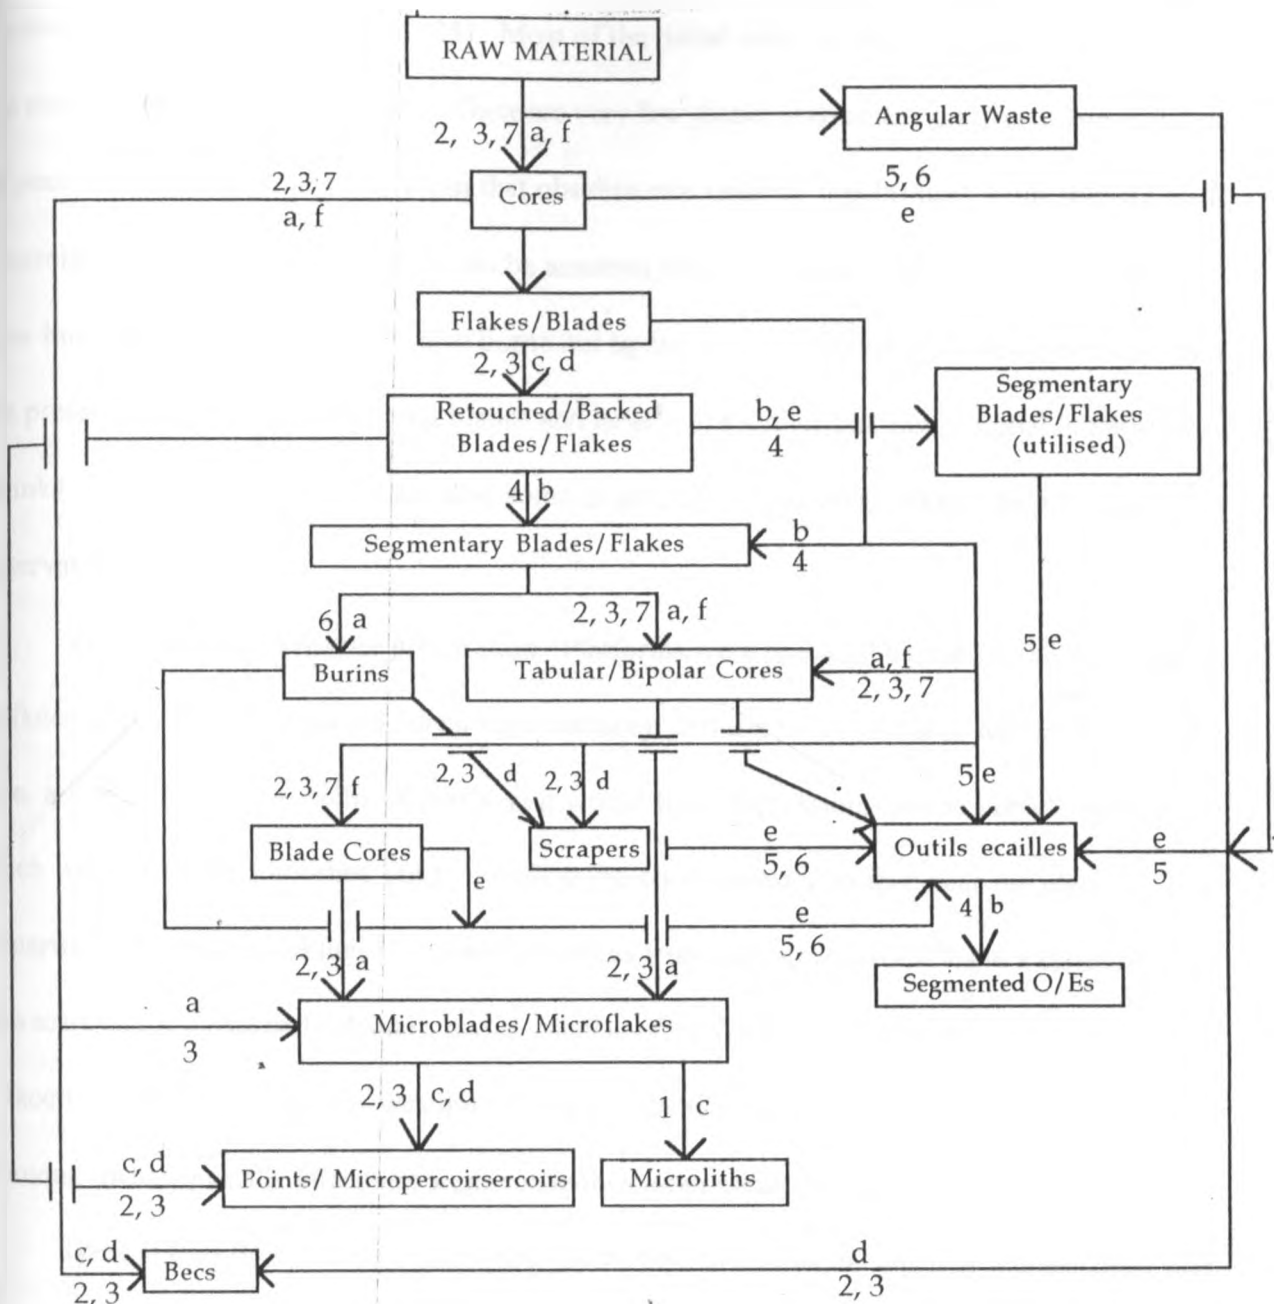 RAW MATERIAL
Angular Waste
2, 3, 7 a, f
2, 3, 7
a, f
Cores
5, 6
e
Flakes/Blades
2, 3 c, d
Retouched/Backed
Blades/Flakes
b, e
4
Segmentary
Blades/Flakes
(utilised)
4 b
Segmentary Blades/Flakes
b
4
6 a
2, 3, 7 a, f
5 e
Burins
Tabular/Bipolar Cores
a, f
2, 3, 7
2, 3, 7 f
2, 3 d
2, 3 d
5 e
Blade Cores
Scrapers
e
5, 6
Outils ecailles
e
5
e
e
5, 6
4 b
2, 3 a
2, 3 a
Segmented O/Es
a
3
Microblades/Microflakes
2, 3 c, d
1 c
c, d
2, 3
Points/ Micropercoirsercoirs
Microliths
c, d
2, 3
Becs
d
2, 3